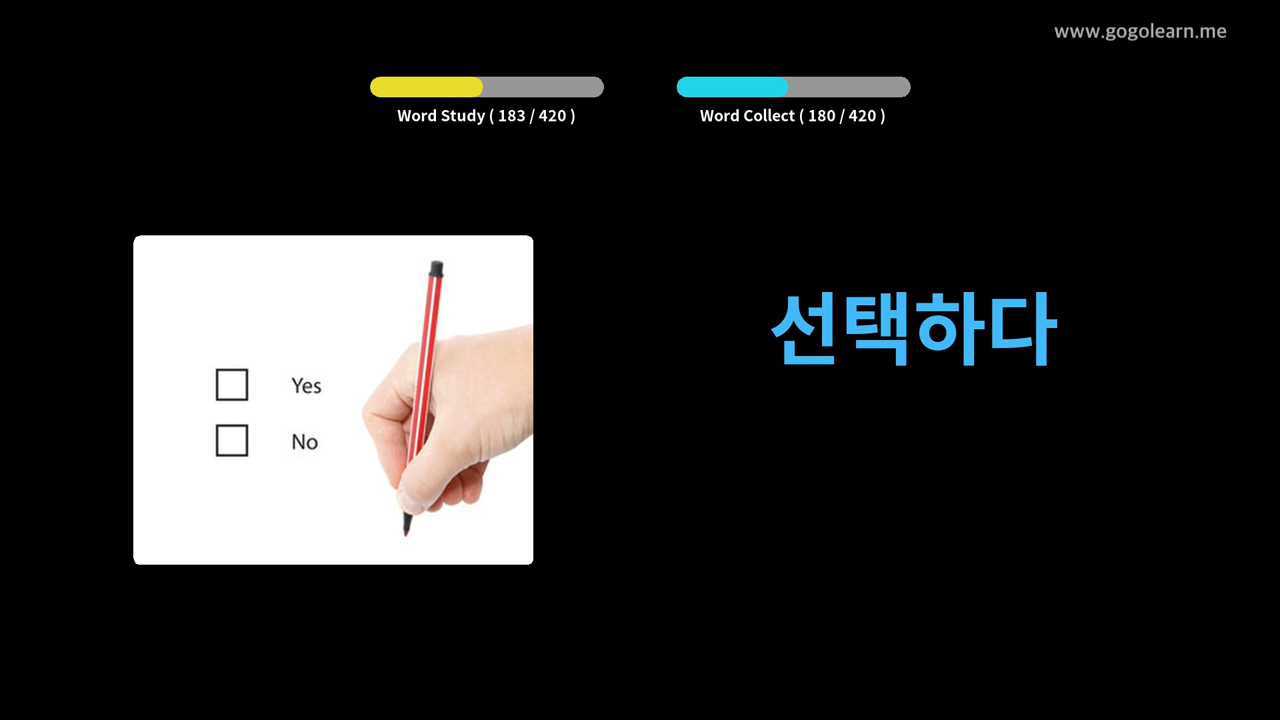 www.gogolearn.me
Word Study ( 183 / 420 )
Word Collect ( 180 / 420 )
Yes
No
선택하다